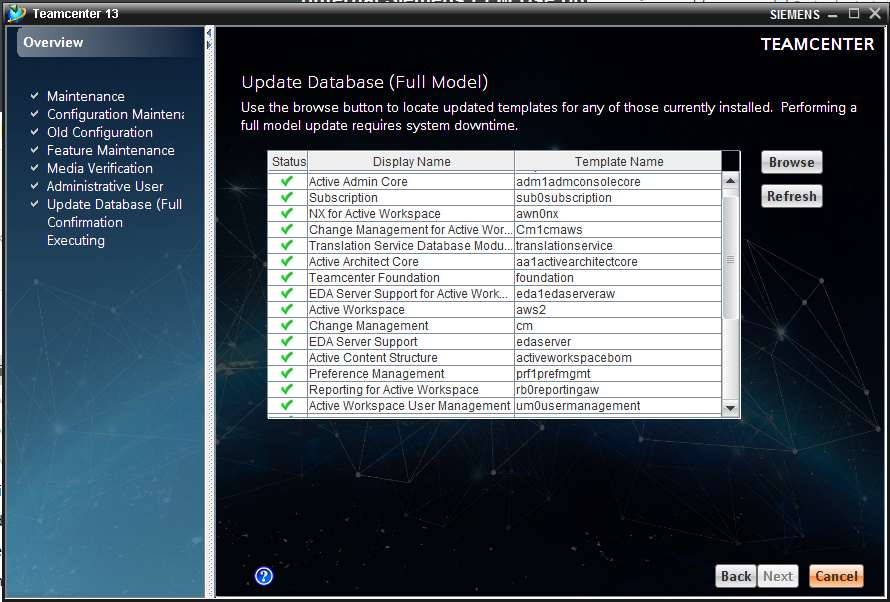 Teamcenter 13
SIEMENS
Overview
TEAMCENTER
Maintenance
Configuration Maintena
Old Configuration
Feature Maintenance
Media Verification
Administrative User
Update Database (Full
Confirmation
Executing
Update Database (Full Model)
Use the browse button to locate updated templates for any of those currently installed. Performing a
full model update requires system downtime.
Status Display Name Template Name
Active Admin Core adm1admconsolecore
Subscription sub0subscription
NX for Active Workspace awn0nx
Change Management for Active Wor... Cm1cmaws
Translation Service Database Modu... translationservice
Active Architect Core aa1activearchitectcore
Teamcenter Foundation foundation
EDA Server Support for Active Work... eda1edaserveraw
Active Workspace aws2
Change Management cm
EDA Server Support edaserver
Active Content Structure activeworkspacebom
Preference Management prf1prefmgmt
Reporting for Active Workspace rb0reportingaw
Active Workspace User Management um0usermanagement
Browse
Refresh
?
Back Next Cancel